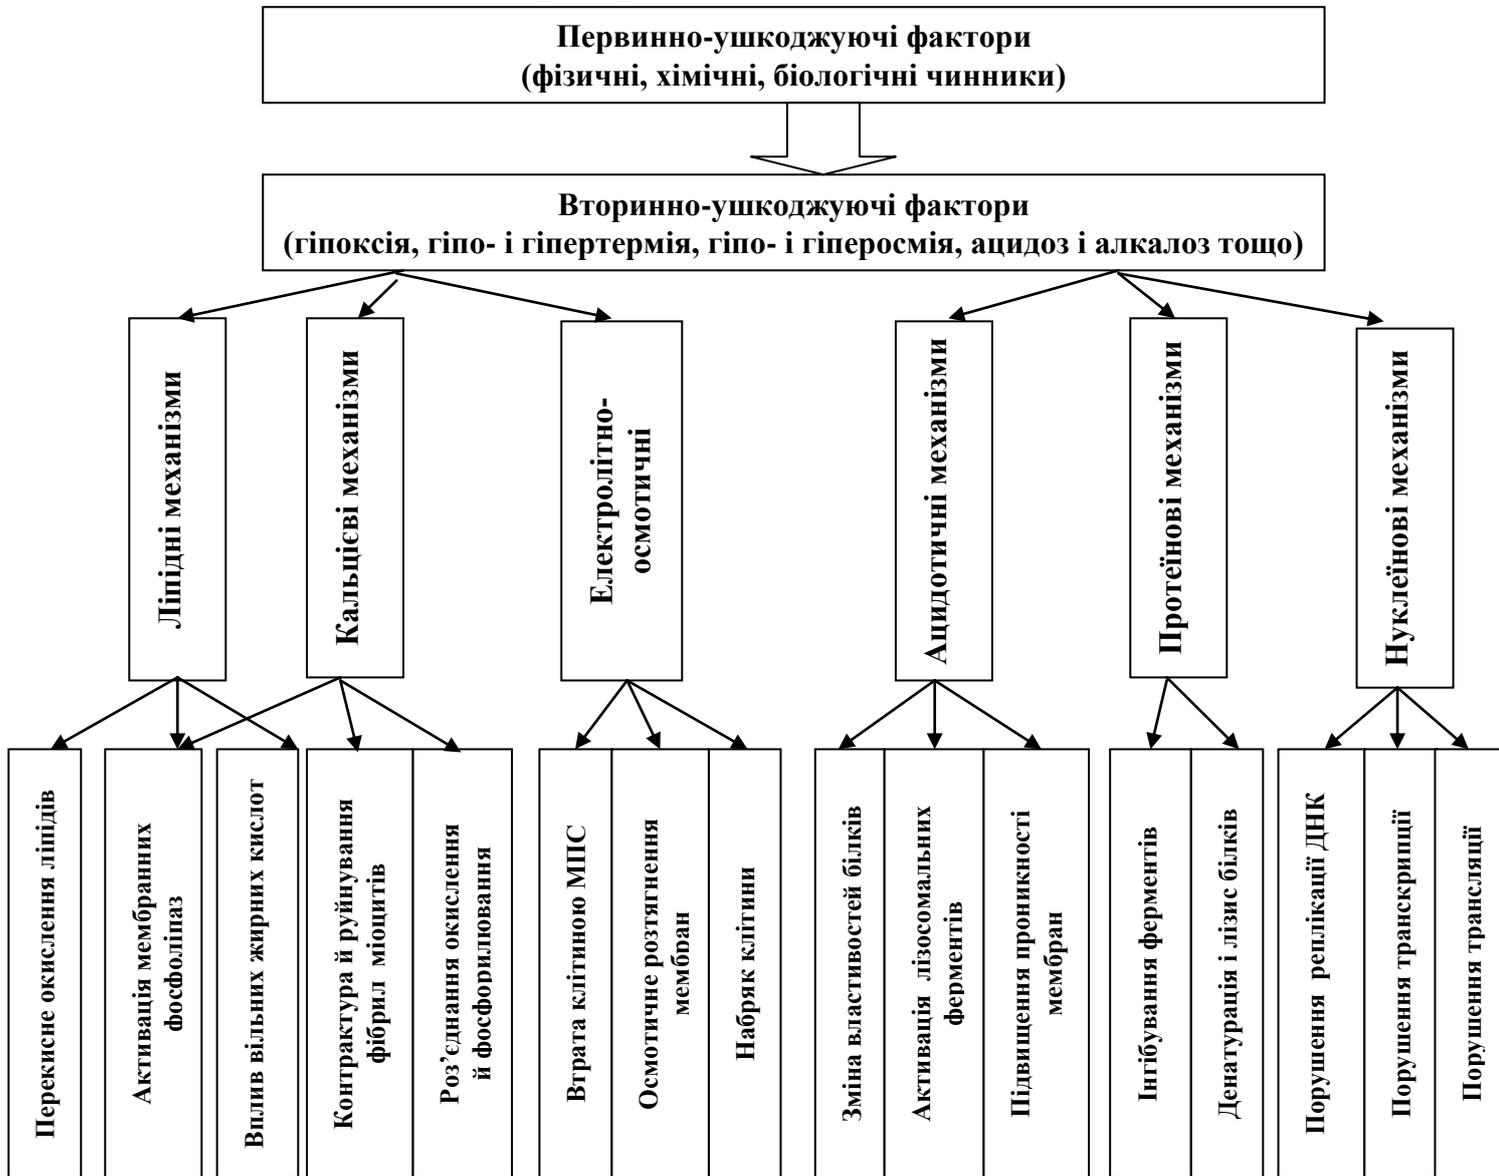 Первинно-ушкоджуючі фактори
(фізичні, хімічні, біологічні чинники)
Вторинно-ушкоджуючі фактори
(гіпоксія, гіпо- і гіпертермія, гіпо- і гіперосмія, ацидоз і алкалоз тощо)
Ліпідні механізми
Кальцієві механізми
Електролітно-
осмотичні
Ацидотичні механізми
Протеїнові механізми
Нуклеїнові механізми
Перекисне окислення ліпідів
Активація мембранних
фосфоліпаз
Вплив вільних жирних кислот
Контрактура й руйнування
фібрил міоцитів
Роз’єднання окислення
й фосфорилювання
Втрата клітиною МПС
Осмотичне розтягнення
мембран
Набряк клітини
Зміна властивостей білків
Активація лізосомальних
ферментів
Підвищення проникності
мембран
Інгібування ферментів
Денатурація і лізис білків
Порушення реплікації ДНК
Порушення транскрипції
Порушення трансляції